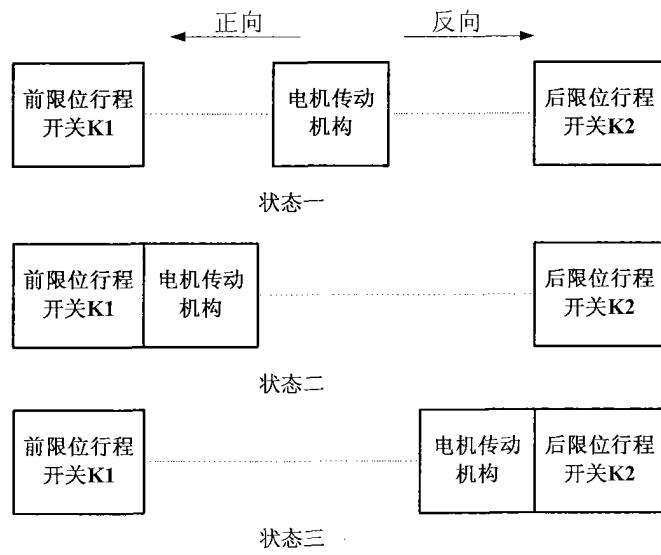 正向 反向
前限位行程
开关K1
电机传动
机构
后限位行程
开关K2
状态一
前限位行程
开关K1
电机传动
机构
后限位行程
开关K2
状态二
前限位行程
开关K1
电机传动
机构
后限位行程
开关K2
状态三